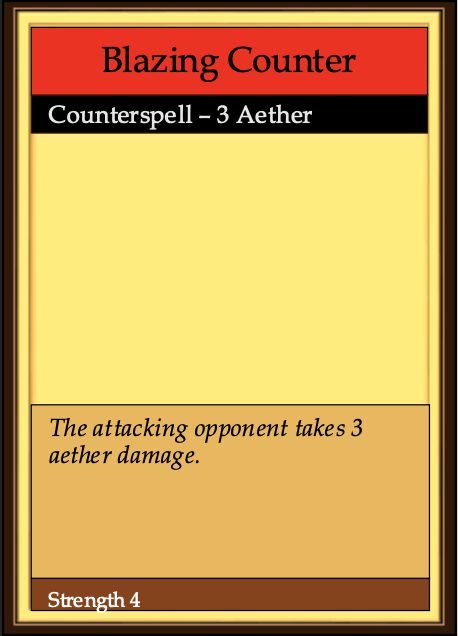 Blazing Counter
Counterspell – 3 Aether
The attacking opponent takes 3
aether damage.
Strength 4